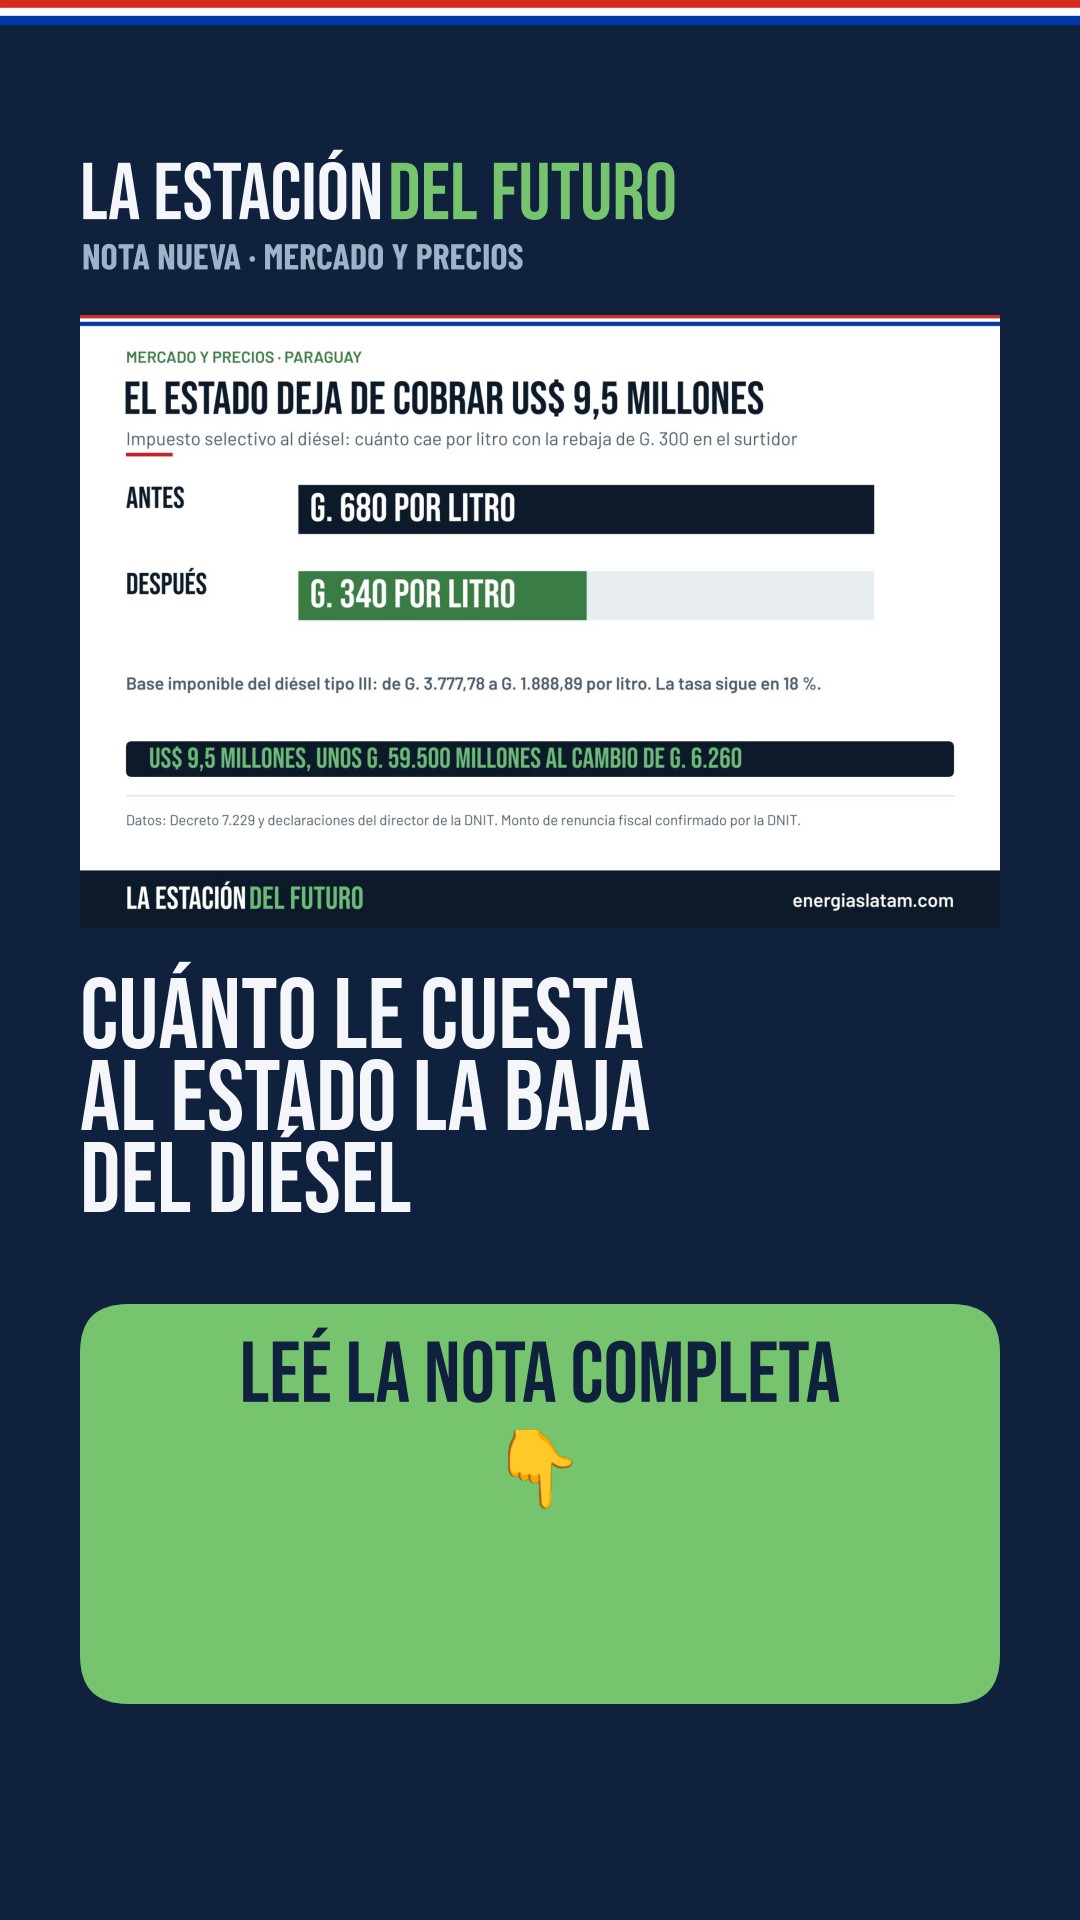 LA ESTACIÓN DEL FUTURO
NOTA NUEVA · MERCADO Y PRECIOS
MERCADO Y PRECIOS · PARAGUAY
EL ESTADO DEJA DE COBRAR US$ 9,5 MILLONES
Impuesto selectivo al diésel: cuánto cae por litro con la rebaja de G. 300 en el surtidor
ANTES
G. 680 POR LITRO
DESPUÉS
G. 340 POR LITRO
Base imponible del diésel tipo III: de G. 3.777,78 a G. 1.888,89 por litro. La tasa sigue en 18 %.
US$ 9,5 MILLONES, UNOS G. 59.500 MILLONES AL CAMBIO DE G. 6.260
Datos: Decreto 7.229 y declaraciones del director de la DNIT. Monto de renuncia fiscal confirmado por la DNIT.
LA ESTACIÓN DEL FUTURO
energiaslatam.com
CUÁNTO LE CUESTA
AL ESTADO LA BAJA
DEL DIÉSEL
LEÉ LA NOTA COMPLETA